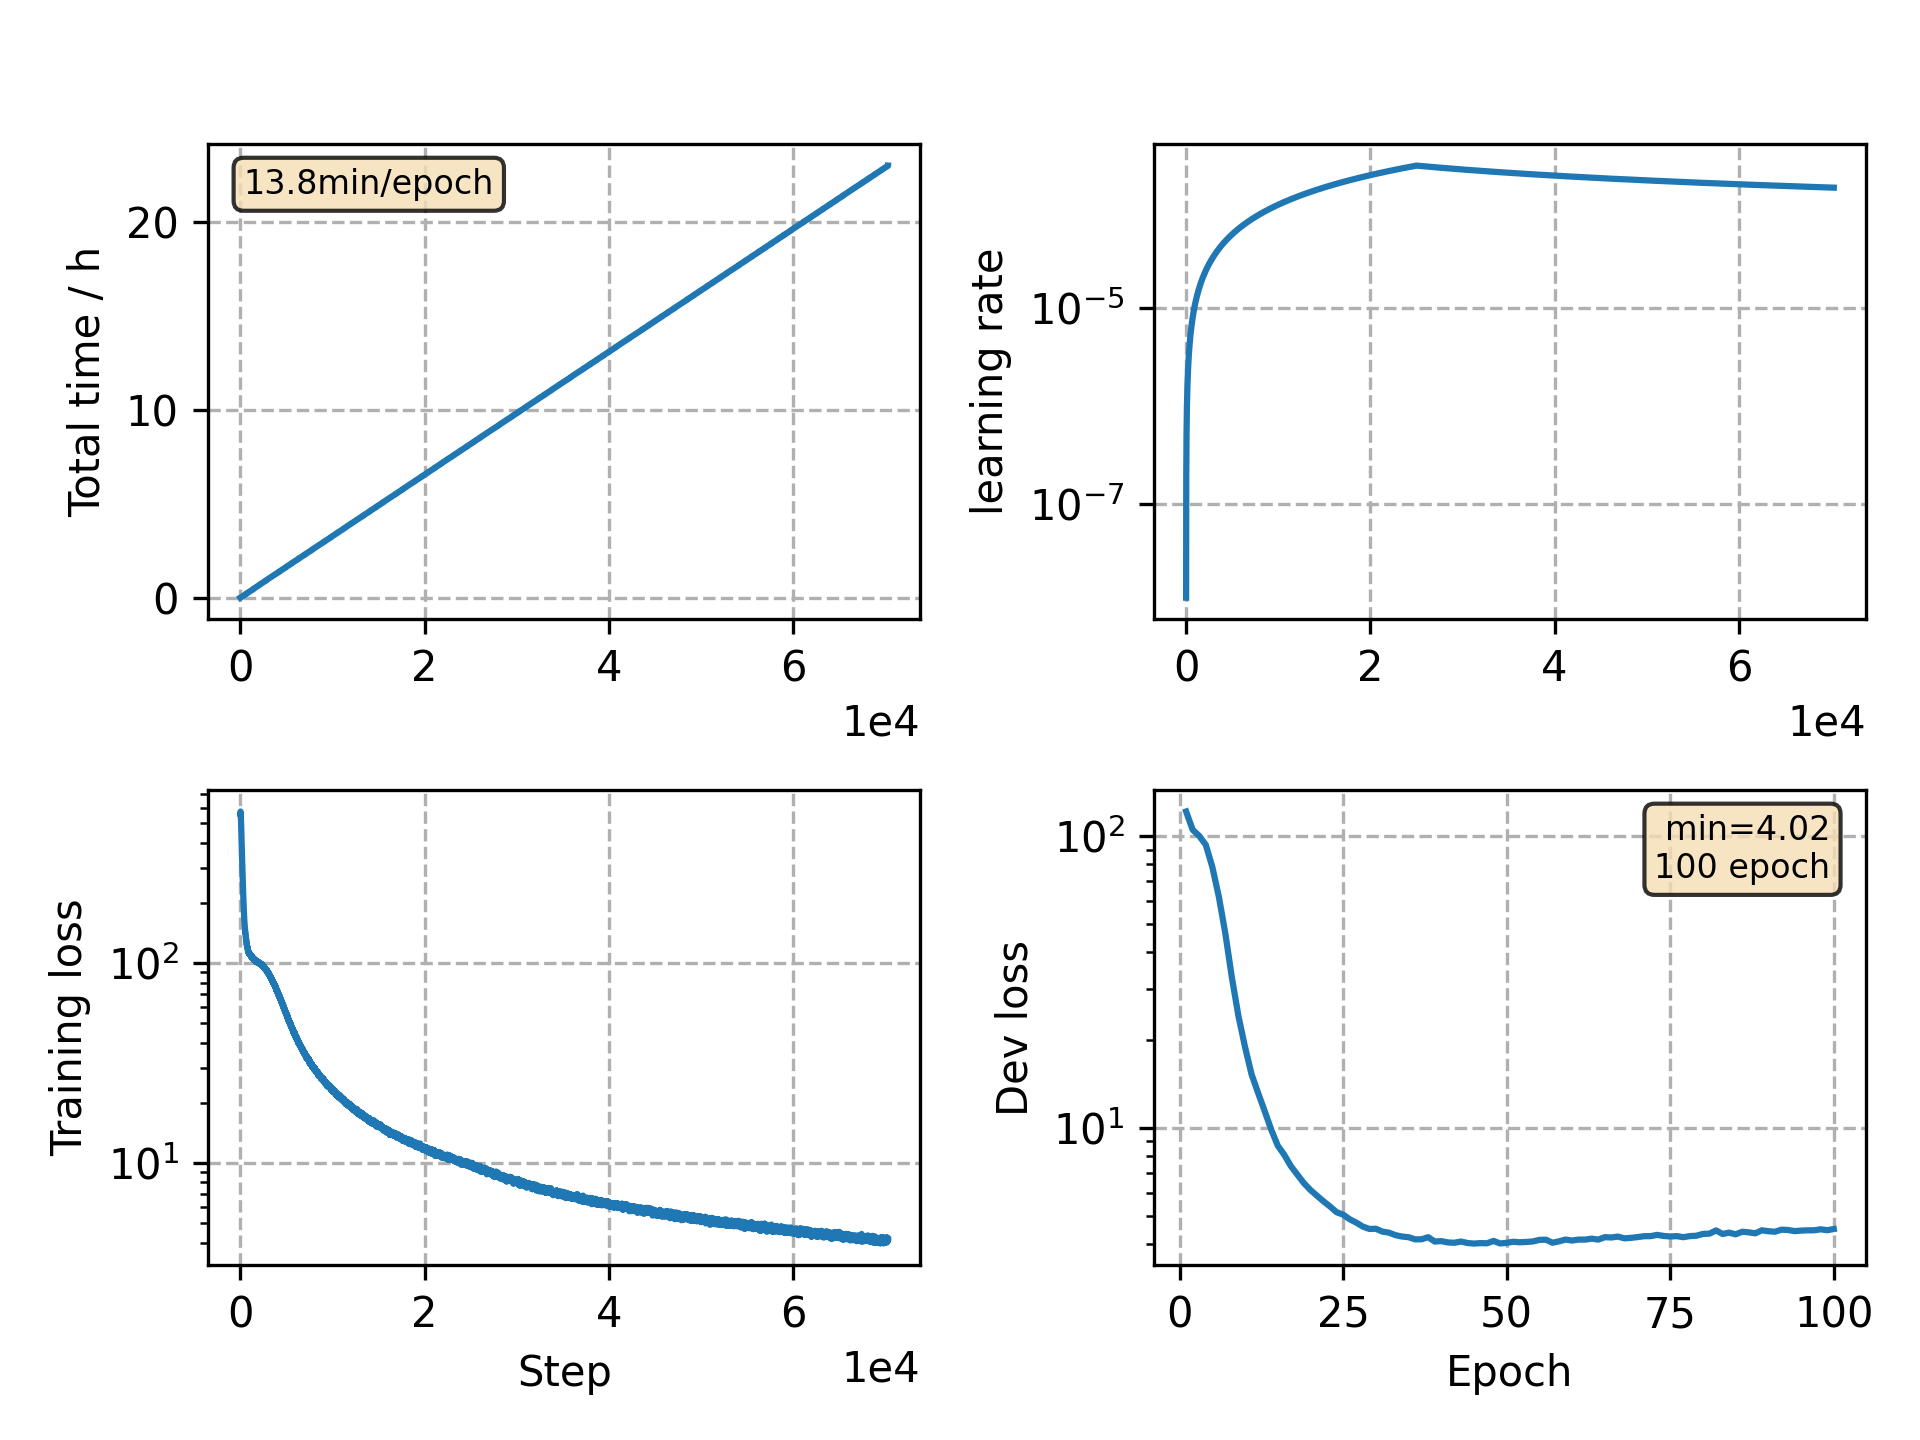 13.8min/epoch
Total time / h
20
10
0
0 2 4 6
1e4
learning rate
10⁻⁵
10⁻⁷
0 2 4 6
1e4
Training loss
10²
10¹
0 2 4 6
Step
1e4
min=4.02
100 epoch
Dev loss
10²
10¹
0 25 50 75 100
Epoch